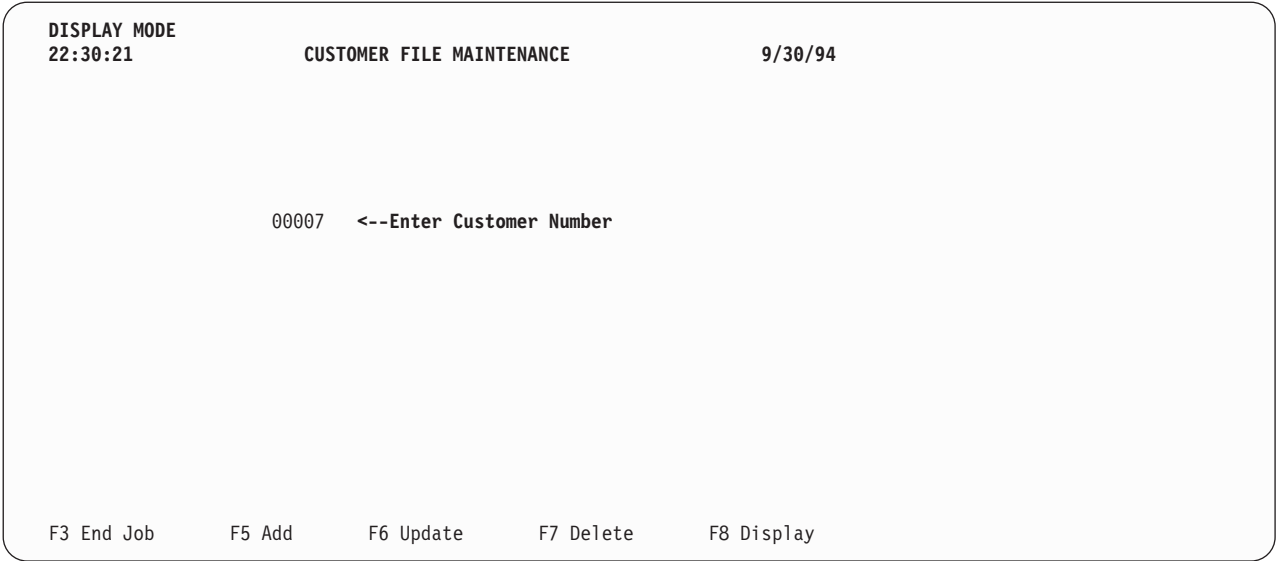 DISPLAY MODE
22:30:21 CUSTOMER FILE MAINTENANCE 9/30/94
00007 <--Enter Customer Number
F3 End Job F5 Add F6 Update F7 Delete F8 Display